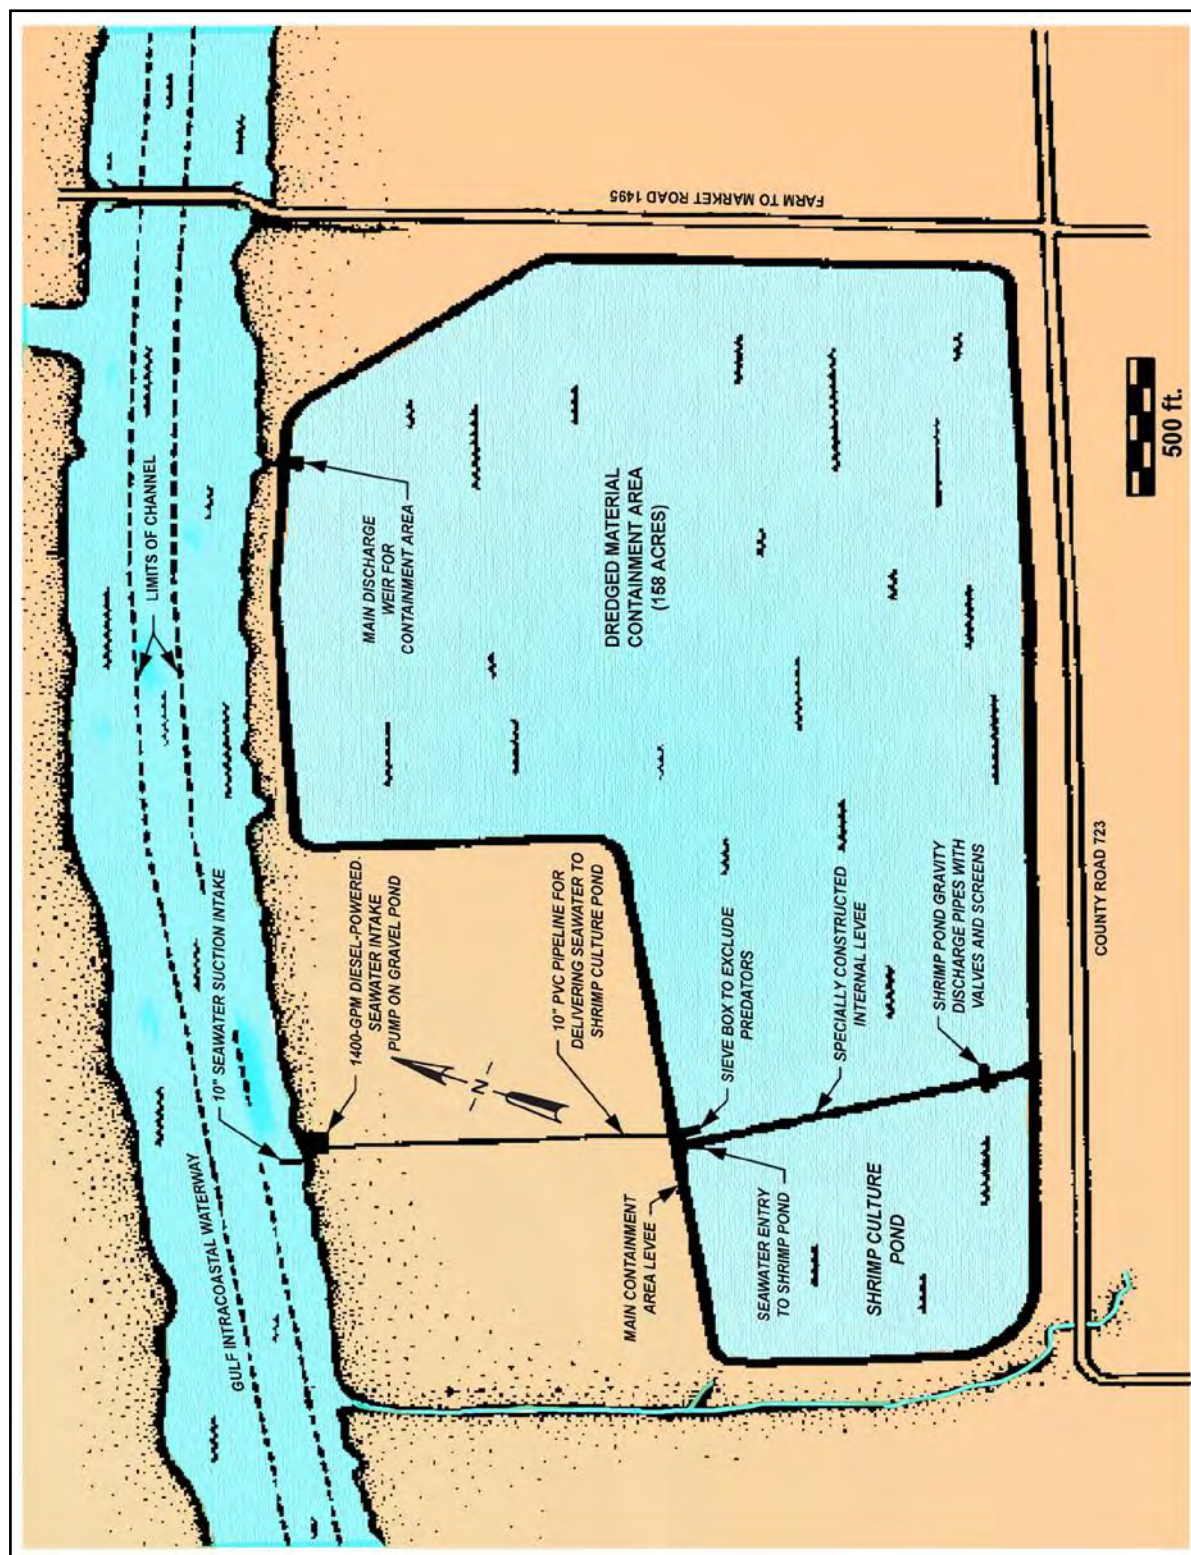 GULF INTRACOASTAL WATERWAY
10" SEAWATER SUCTION INTAKE
LIMITS OF CHANNEL
1400-GPM DIESEL-POWERED.
SEAWATER INTAKE
PUMP ON GRAVEL POND
MAIN DISCHARGE
WEIR FOR
CONTAINMENT AREA
-N-
10" PVC PIPELINE FOR
DELIVERING SEAWATER TO
SHRIMP CULTURE POND
DREDGED MATERIAL
CONTAINMENT AREA
(158 ACRES)
FARM TO MARKET ROAD 1495
MAIN CONTAINMENT
AREA LEVEE
SIEVE BOX TO EXCLUDE
PREDATORS
SEAWATER ENTRY
TO SHRIMP POND
SPECIALLY CONSTRUCTED
INTERNAL LEVEE
SHRIMP CULTURE
POND
SHRIMP POND GRAVITY
DISCHARGE PIPES WITH
VALVES AND SCREENS
COUNTY ROAD 723
500 ft.